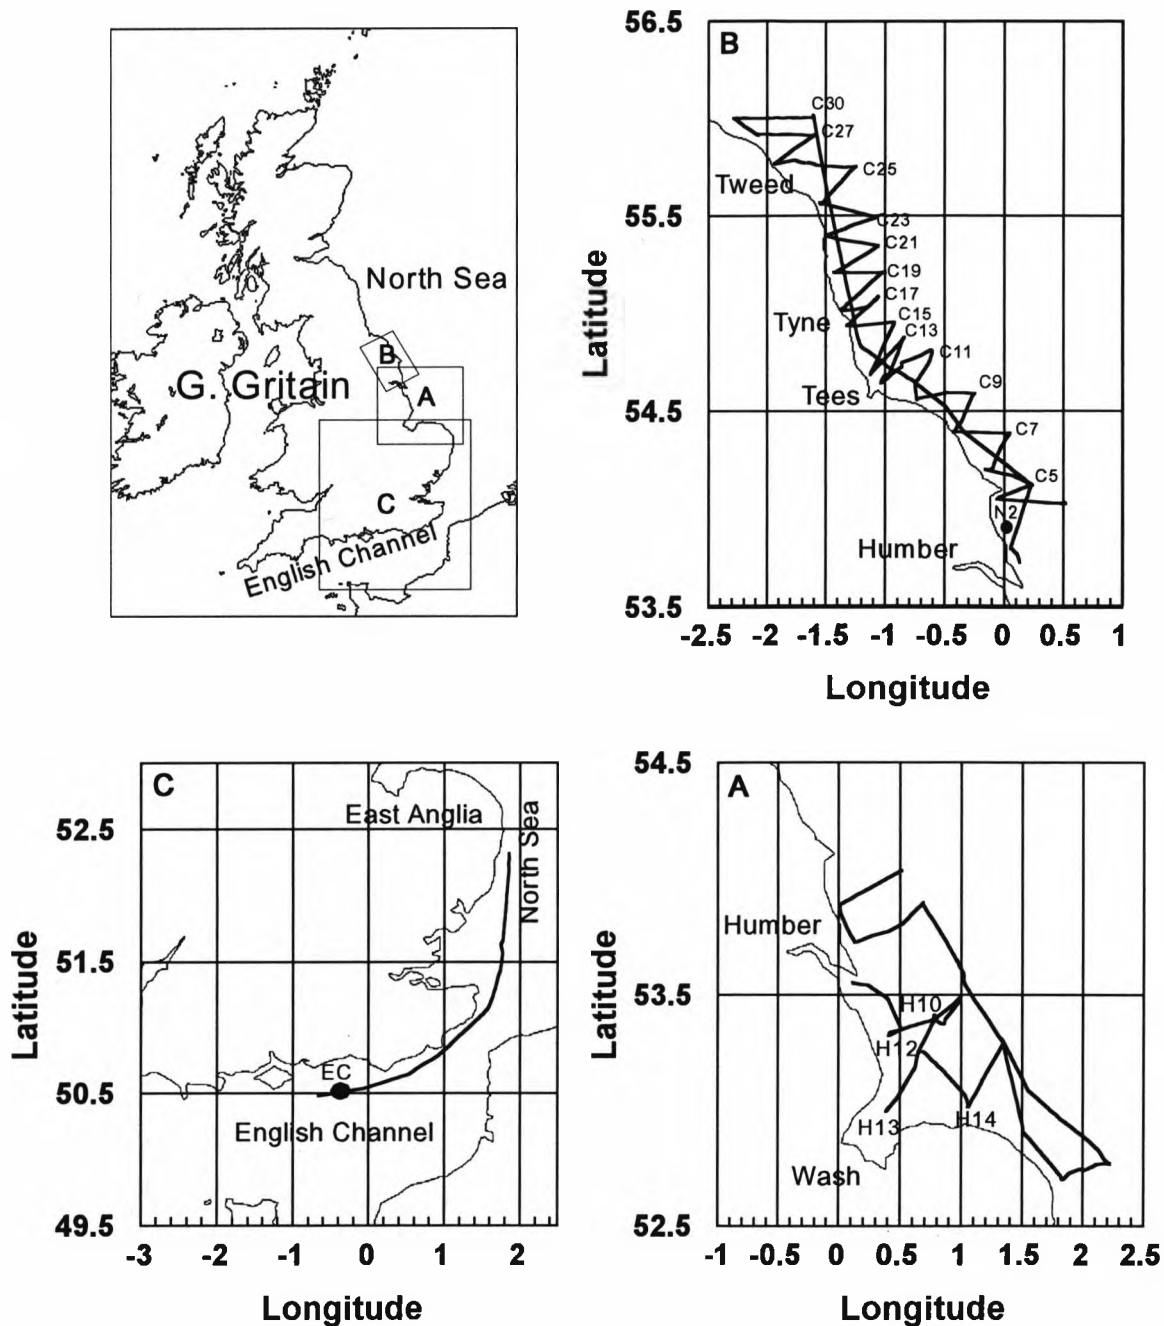 North Sea
B
G. Gritain
A
C
English Channel
B
56.5
55.5
54.5
53.5
Latitude
C30
C27
C25
Tweed
C23
C21
C19
C17
Tyne
C15
C13
C11
Tees
C9
C7
C5
N2
Humber
-2.5 -2 -1.5 -1 -0.5 0 0.5 1
Longitude
C
52.5
51.5
50.5
49.5
Latitude
East Anglia
North Sea
EC
English Channel
-3 -2 -1 0 1 2
Longitude
A
54.5
53.5
52.5
Latitude
Humber
H10
H12
H13
H14
Wash
-1 -0.5 0 0.5 1 1.5 2 2.5
Longitude